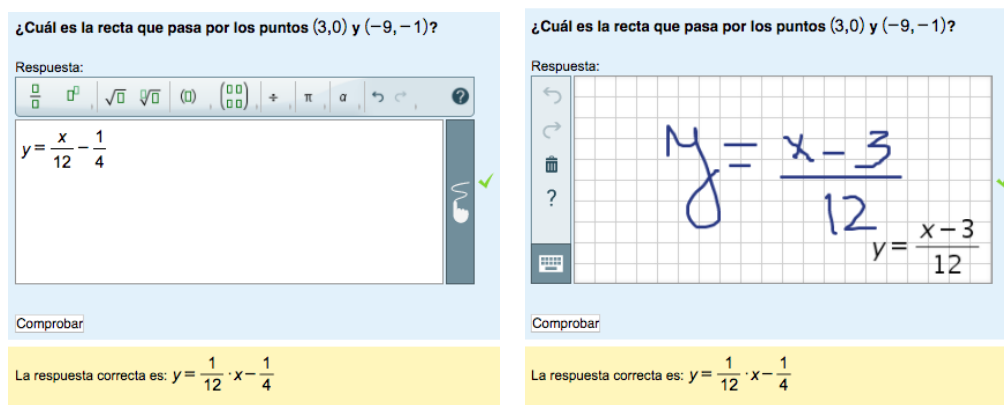 ¿Cuál es la recta que pasa por los puntos (3,0) y (−9,−1)?
Respuesta:
y = x/12 − 1/4
Comprobar
La respuesta correcta es: y = 1/12 · x − 1/4
¿Cuál es la recta que pasa por los puntos (3,0) y (−9,−1)?
Respuesta:
y = x − 3/12
y = x − 3/12
Comprobar
La respuesta correcta es: y = 1/12 · x − 1/4